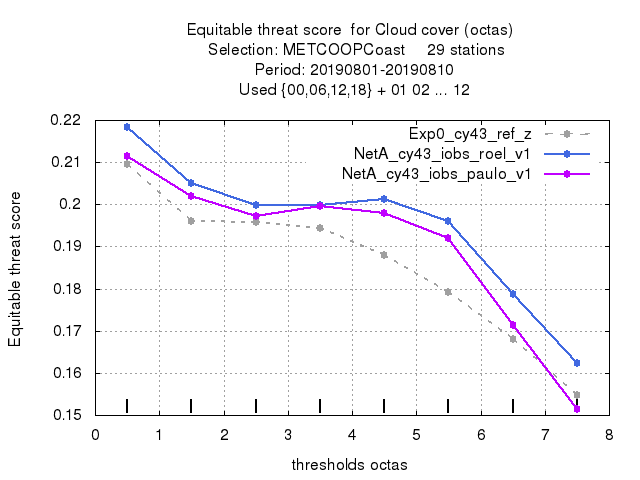 Equitable threat score  for Cloud cover (octas)
Selection: METCOOPCoast     29 stations
Period: 20190801-20190810
Used {00,06,12,18} + 01 02 ... 12
Exp0_cy43_ref_z
NetA_cy43_iobs_roel_v1
NetA_cy43_iobs_paulo_v1
Equitable threat score
0.22
0.21
0.2
0.19
0.18
0.17
0.16
0.15
0 1 2 3 4 5 6 7 8
thresholds octas